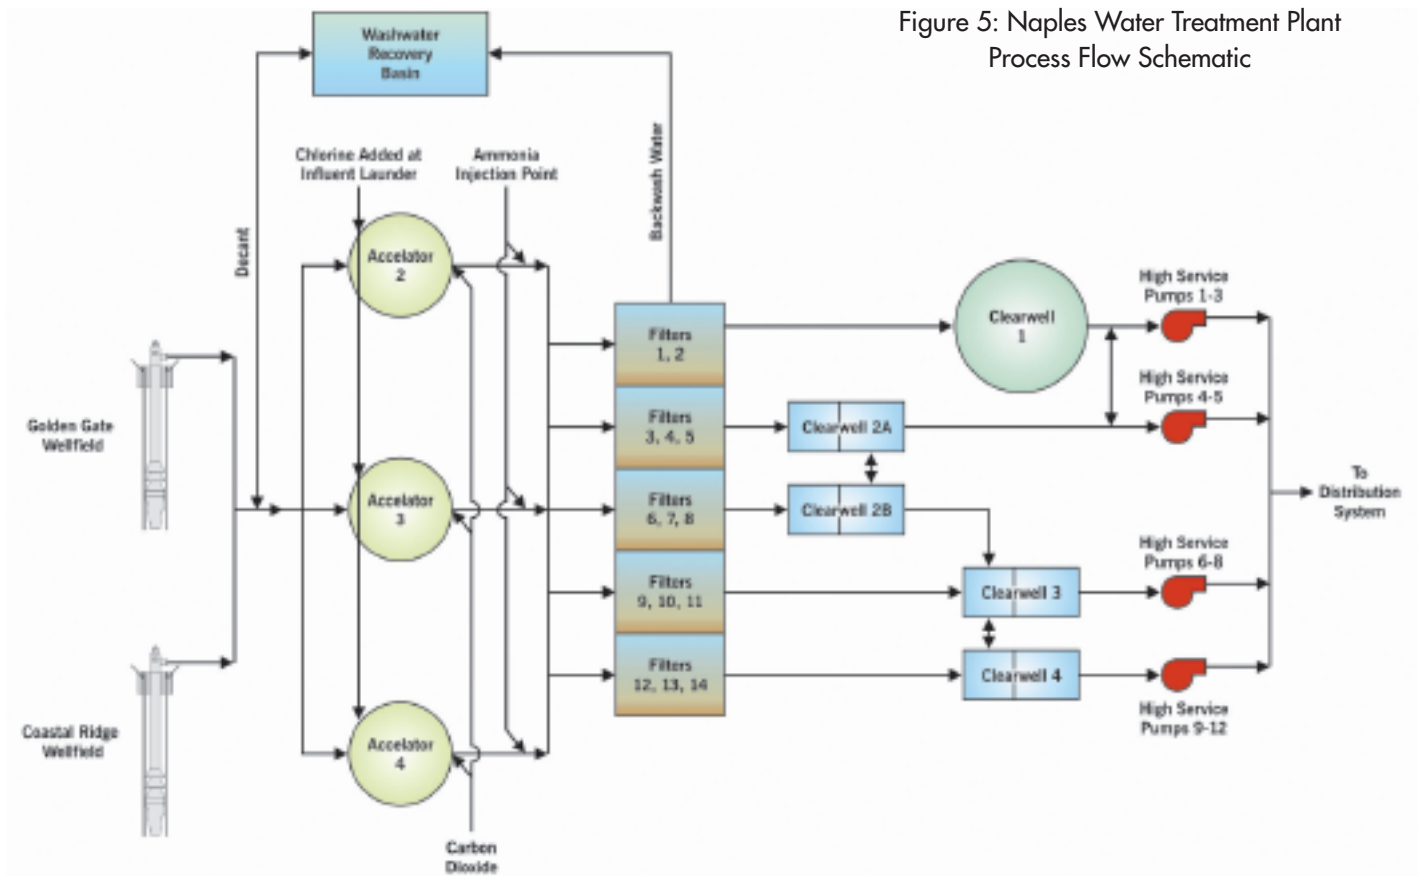 Figure 5: Naples Water Treatment Plant
Process Flow Schematic
Washwater
Recovery
Basin
Chlorine Added at
Influent Launder
Ammonia
Injection Point
Backwash Water
Decant
Accelator
2
Accelator
3
Accelator
4
Golden Gate
Wellfield
Coastal Ridge
Wellfield
Carbon
Dioxide
Filters
1, 2
Filters
3, 4, 5
Filters
6, 7, 8
Filters
9, 10, 11
Filters
12, 13, 14
Clearwell
1
Clearwell 2A
Clearwell 2B
Clearwell 3
Clearwell 4
High Service
Pumps 1-3
High Service
Pumps 4-5
High Service
Pumps 6-8
High Service
Pumps 9-12
To
Distribution
System